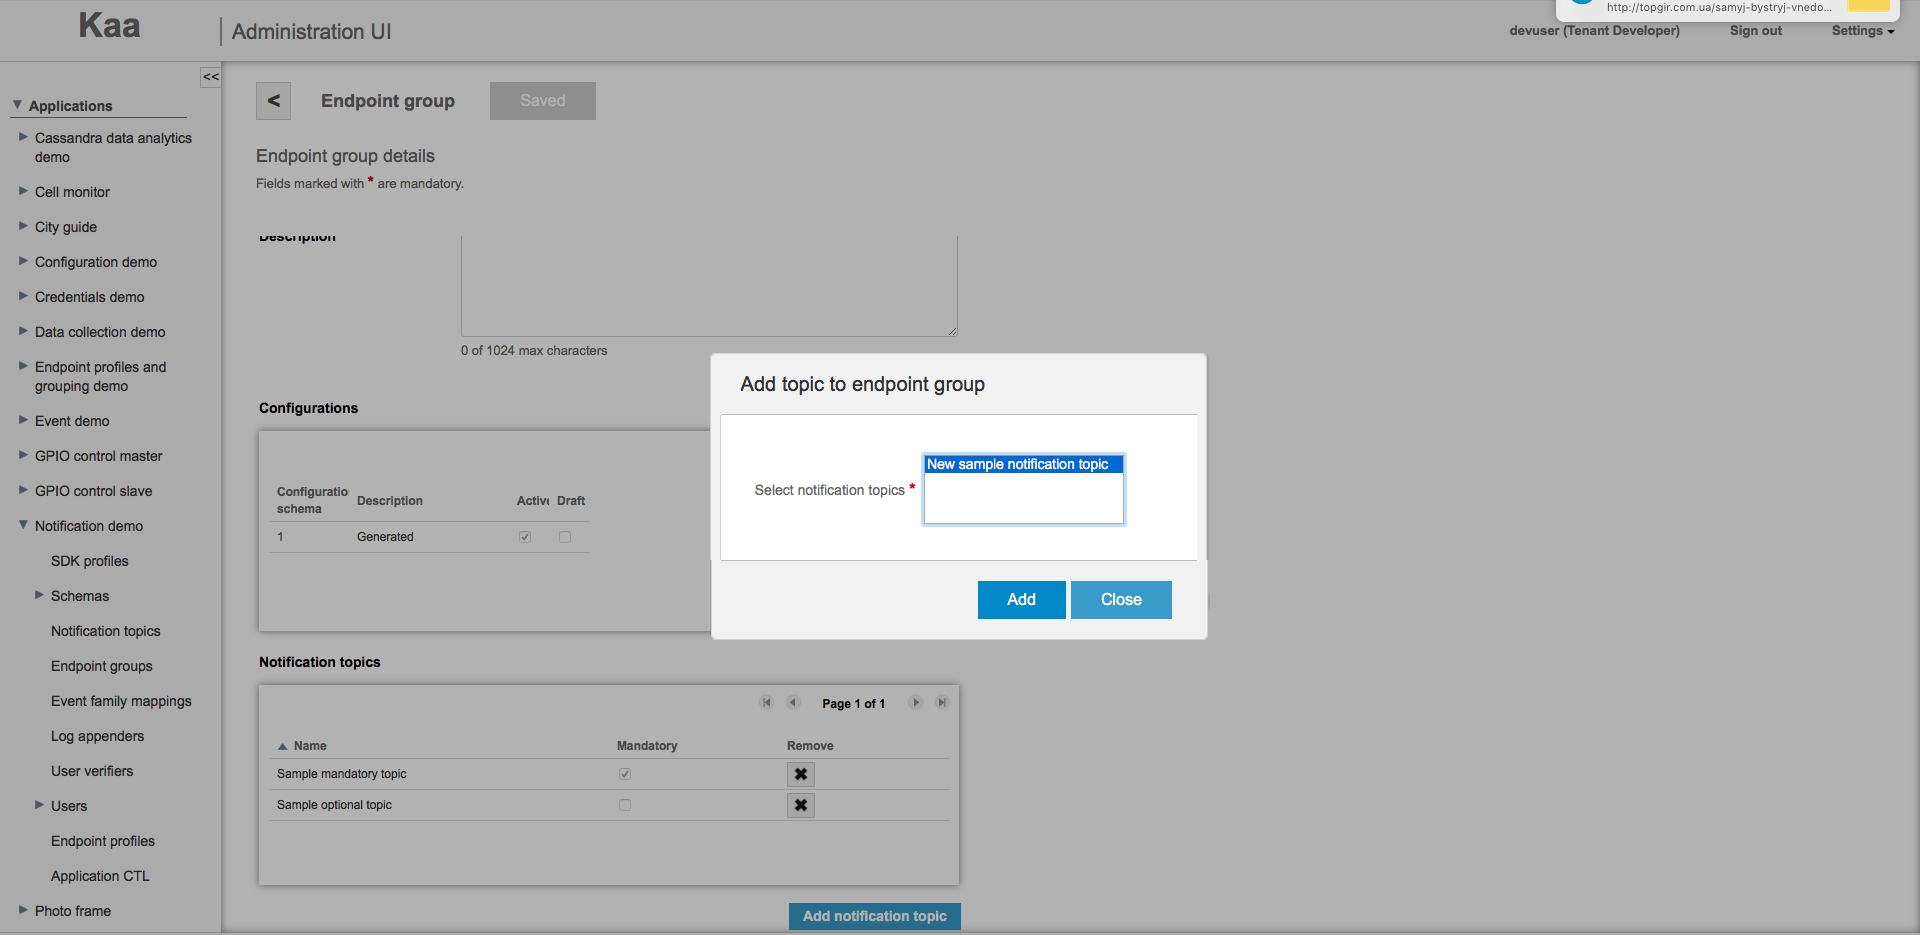 http://topgir.com.ua/samyj-bystryj-vnedo...
Kaa
Administration UI
devuser (Tenant Developer)
Sign out
Settings
<<
Applications
Cassandra data analytics
demo
Cell monitor
City guide
Configuration demo
Credentials demo
Data collection demo
Endpoint profiles and
grouping demo
Event demo
GPIO control master
GPIO control slave
Notification demo
SDK profiles
Schemas
Notification topics
Endpoint groups
Event family mappings
Log appenders
User verifiers
Users
Endpoint profiles
Application CTL
Photo frame
<
Endpoint group
Saved
Endpoint group details
Fields marked with * are mandatory.
Description
0 of 1024 max characters
Configurations
Configuratio
schema
Description
Active
Draft
1
Generated
Add topic to endpoint group
Select notification topics *
New sample notification topic
Add
Close
Notification topics
Page 1 of 1
Name
Mandatory
Remove
Sample mandatory topic
Sample optional topic
Add notification topic